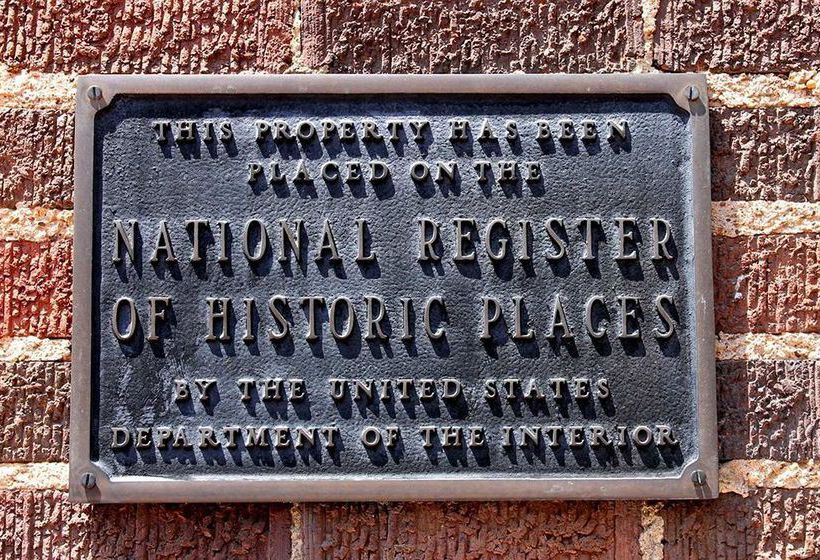 THIS PROPERTY HAS BEEN
PLACED ON THE
NATIONAL REGISTER
OF HISTORIC PLACES
BY THE UNITED STATES
DEPARTMENT OF THE INTERIOR